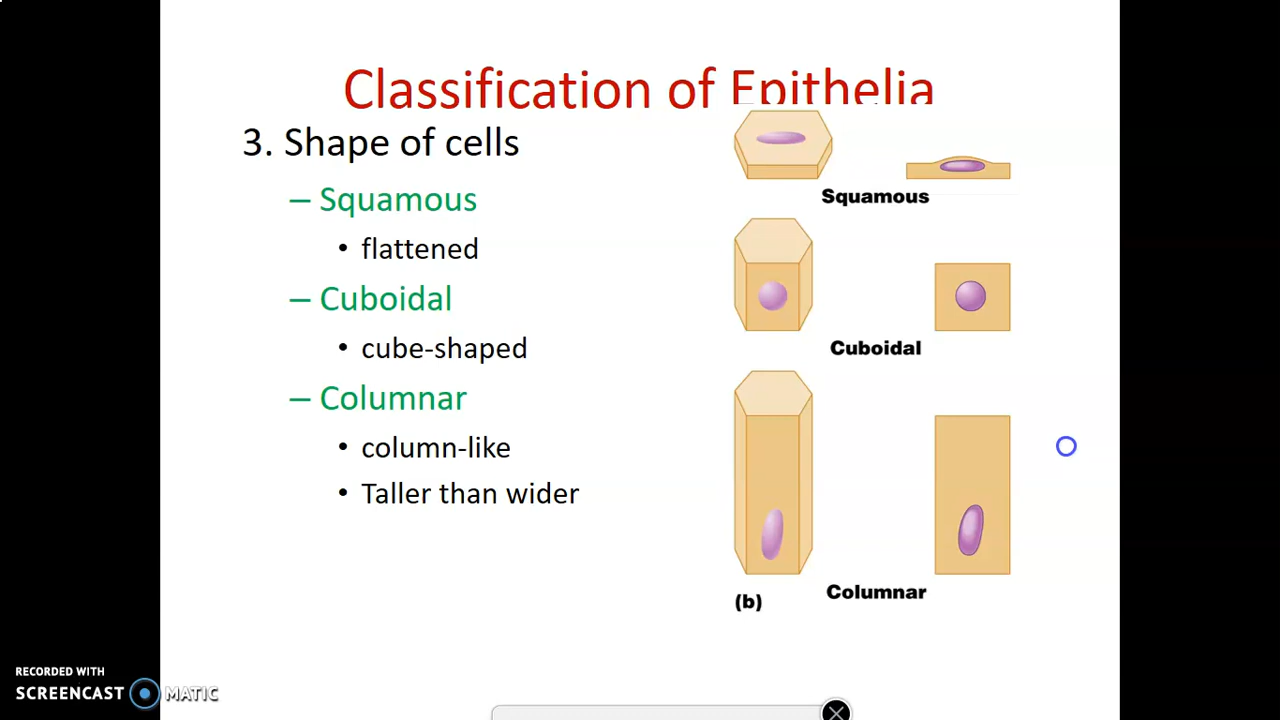 Classification of Epithelia
3. Shape of cells
– Squamous
• flattened
– Cuboidal
• cube-shaped
– Columnar
• column-like
• Taller than wider
Squamous
Cuboidal
Columnar
(b)
RECORDED WITH
SCREENCAST MATIC